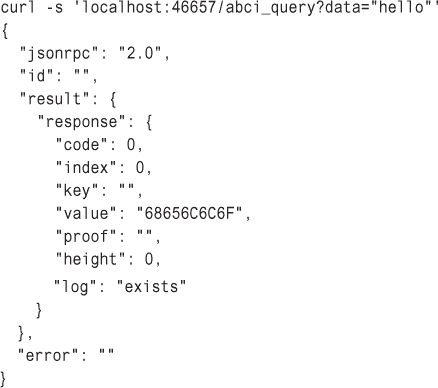 curl -s 'localhost:46657/abci_query?data="hello"'
{
  "jsonrpc": "2.0",
  "id": "",
  "result": {
    "response": {
      "code": 0,
      "index": 0,
      "key": "",
      "value": "68656C6C6F",
      "proof": "",
      "height": 0,
      "log": "exists"
    }
  },
  "error": ""
}